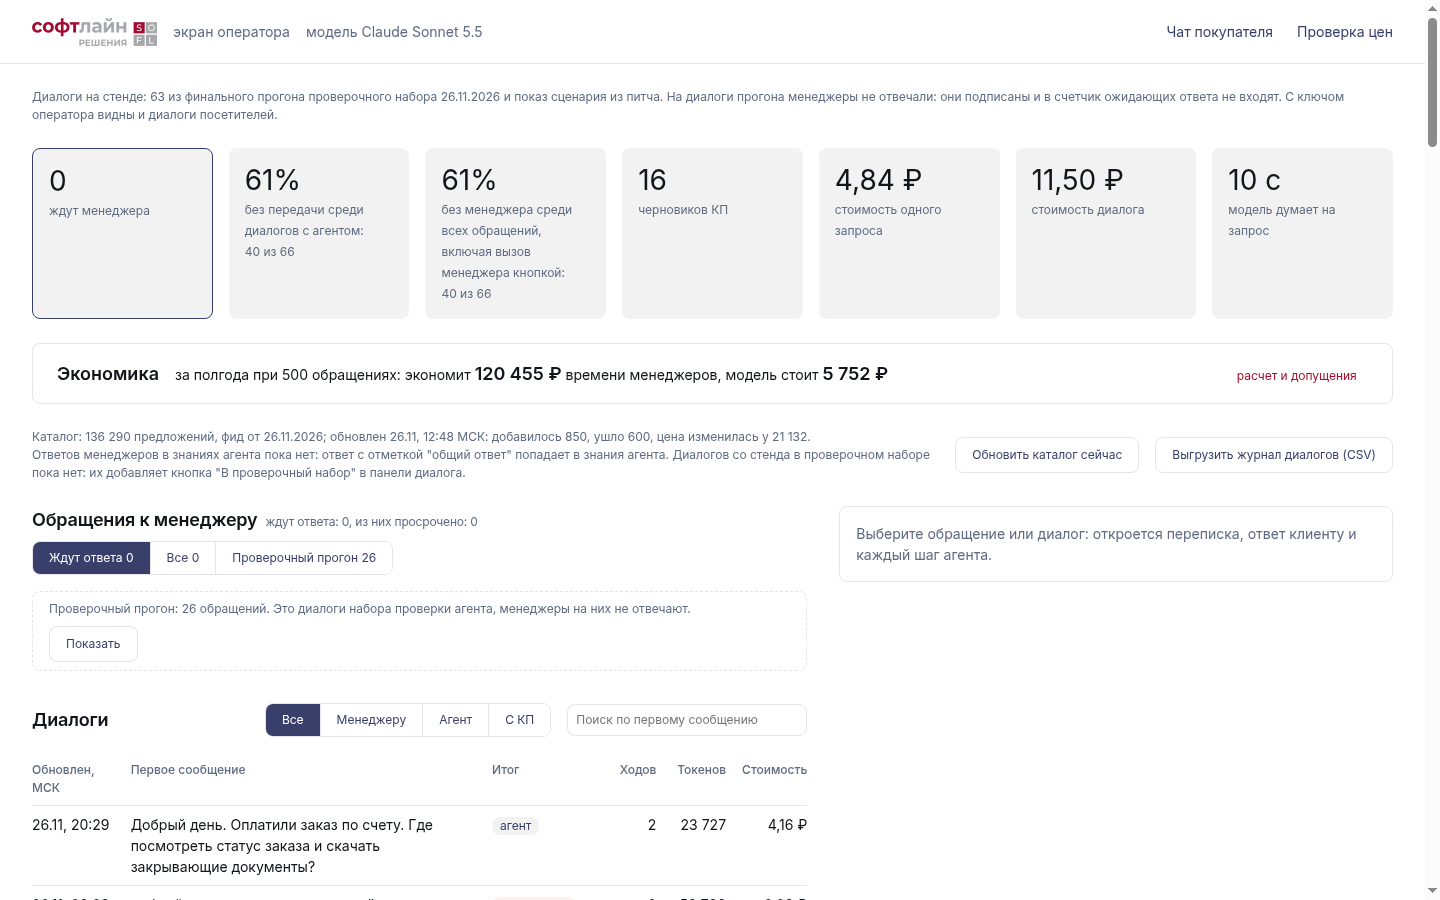 софтлайн
РЕШЕНИЯ
S O
F L
экран оператора
модель Claude Sonnet 5.5
Чат покупателя
Проверка цен
Диалоги на стенде: 63 из финального прогона проверочного набора 26.11.2026 и показ сценария из питча. На диалоги прогона менеджеры не отвечали: они подписаны и в счетчик ожидающих ответа не входят. С ключом
оператора видны и диалоги посетителей.
0
ждут менеджера
61%
без передачи среди
диалогов с агентом:
40 из 66
61%
без менеджера среди
всех обращений,
включая вызов
менеджера кнопкой:
40 из 66
16
черновиков КП
4,84 ₽
стоимость одного
запроса
11,50 ₽
стоимость диалога
10 с
модель думает на
запрос
Экономика за полгода при 500 обращениях: экономит 120 455 ₽ времени менеджеров, модель стоит 5 752 ₽
расчет и допущения
Каталог: 136 290 предложений, фид от 26.11.2026; обновлен 26.11, 12:48 МСК: добавилось 850, ушло 600, цена изменилась у 21 132.
Ответов менеджеров в знаниях агента пока нет: ответ с отметкой "общий ответ" попадает в знания агента. Диалогов со стенда в проверочном наборе
пока нет: их добавляет кнопка "В проверочный набор" в панели диалога.
Обновить каталог сейчас
Выгрузить журнал диалогов (CSV)
Обращения к менеджеру ждут ответа: 0, из них просрочено: 0
Ждут ответа 0
Все 0
Проверочный прогон 26
Проверочный прогон: 26 обращений. Это диалоги набора проверки агента, менеджеры на них не отвечают.
Показать
Выберите обращение или диалог: откроется переписка, ответ клиенту и
каждый шаг агента.
Диалоги
Все
Менеджеру
Агент
С КП
Поиск по первому сообщению
Обновлен,
МСК
Первое сообщение
Итог
Ходов
Токенов
Стоимость
26.11, 20:29
Добрый день. Оплатили заказ по счету. Где
посмотреть статус заказа и скачать
закрывающие документы?
агент
2
23 727
4,16 ₽